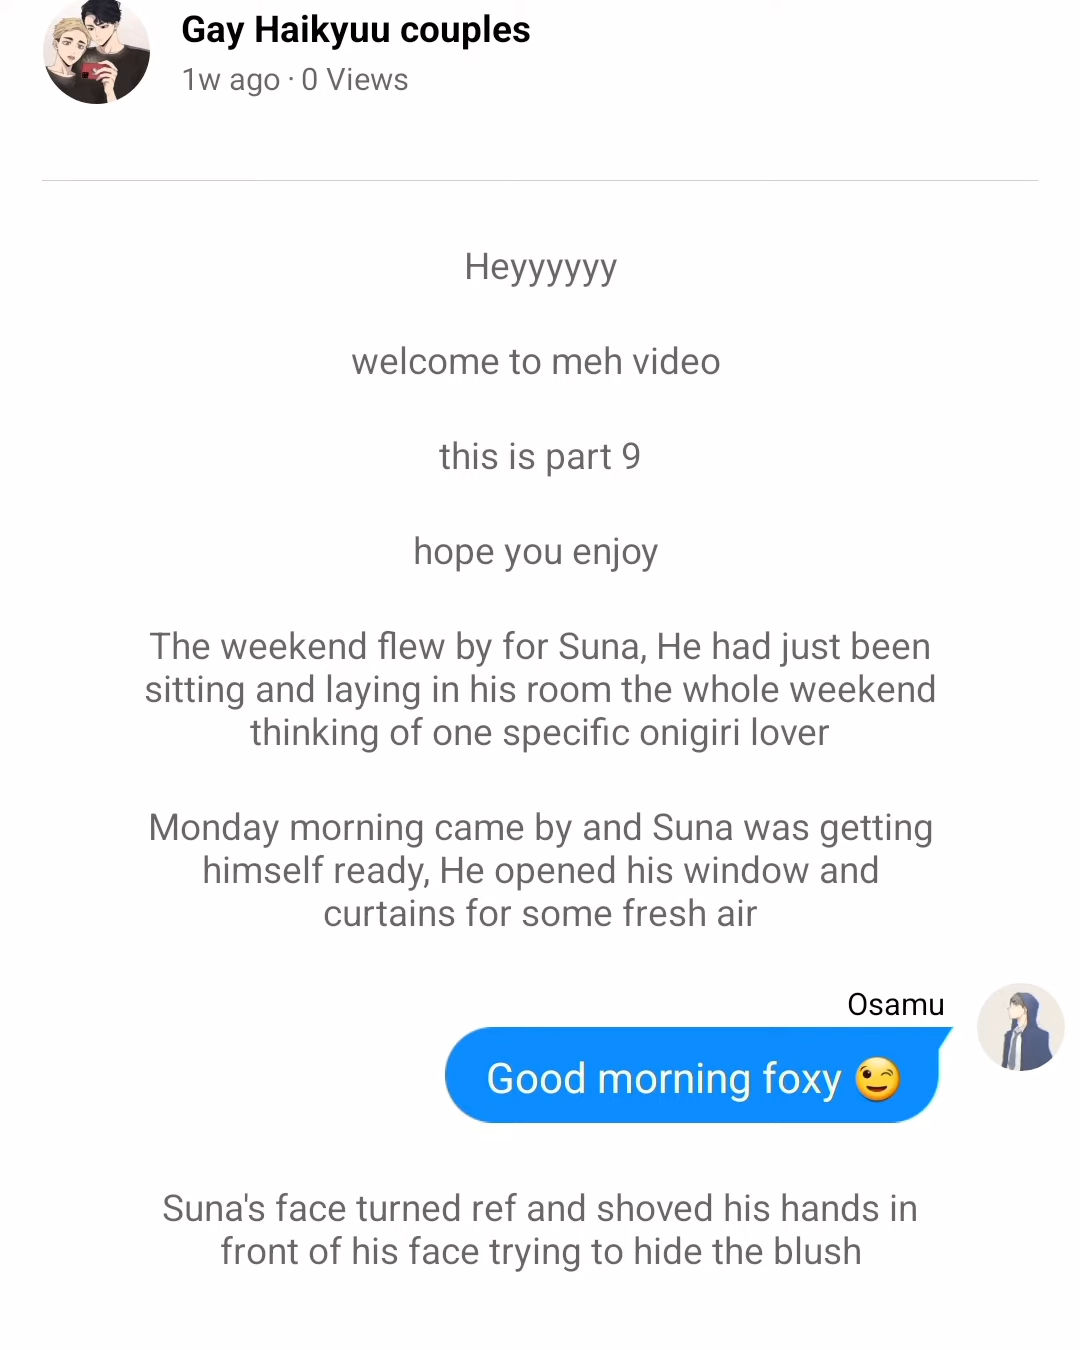 Gay Haikyuu couples
1w ago · 0 Views
Heyyyyyy
welcome to meh video
this is part 9
hope you enjoy
The weekend flew by for Suna, He had just been
sitting and laying in his room the whole weekend
thinking of one specific onigiri lover
Monday morning came by and Suna was getting
himself ready, He opened his window and
curtains for some fresh air
Osamu
Good morning foxy 😉
Suna's face turned ref and shoved his hands in
front of his face trying to hide the blush